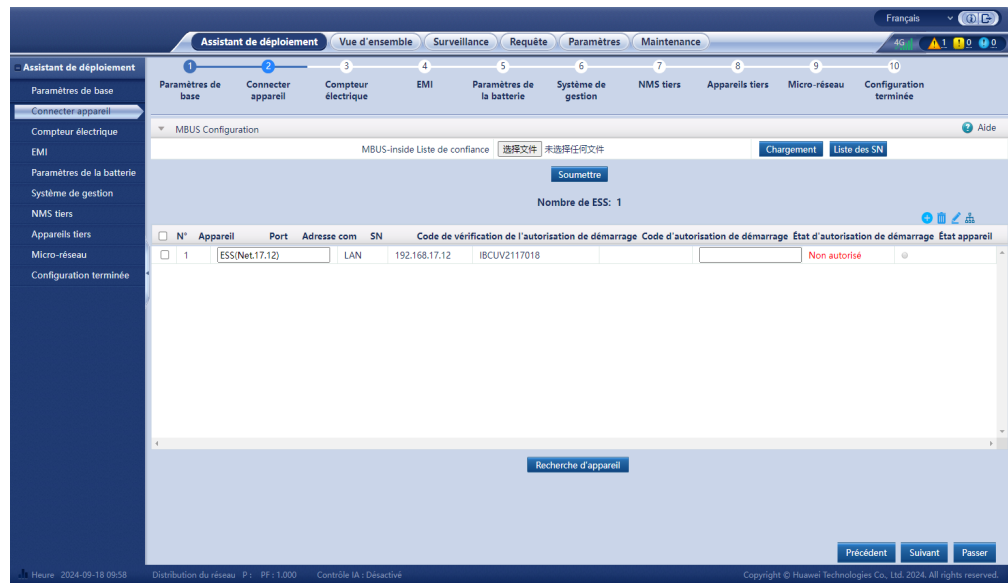 Français
Assistant de déploiement Vue d'ensemble Surveillance Requête Paramètres Maintenance
4G 1 0 0
Assistant de déploiement
Paramètres de base
Connecter appareil
Compteur électrique
EMI
Paramètres de la batterie
Système de gestion
NMS tiers
Appareils tiers
Micro-réseau
Configuration terminée
1 2 3 4 5 6 7 8 9 10
Paramètres de base
Connecter appareil
Compteur électrique
EMI
Paramètres de la batterie
Système de gestion
NMS tiers
Appareils tiers
Micro-réseau
Configuration terminée
MBUS Configuration
Aide
MBUS-inside Liste de confiance 选择文件 未选择任何文件 Chargement Liste des SN
Soumettre
Nombre de ESS: 1
N° Appareil Port Adresse com SN Code de vérification de l'autorisation de démarrage Code d'autorisation de démarrage État d'autorisation de démarrage État appareil
1 ESS(Net.17.12) LAN 192.168.17.12 IBCUV2117018 Non autorisé
Recherche d'appareil
Précédent Suivant Passer
Heure 2024-09-18 09:58 Distribution du réseau P : PF : 1.000 Contrôle IA : Désactivé Copyright © Huawei Technologies Co., Ltd. 2024. All rights reserved.